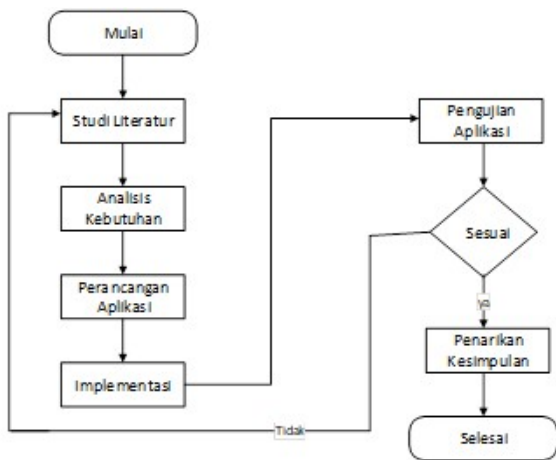 Mulai
Studi Literatur
Analisis
Kebutuhan
Perancangan
Aplikasi
Implementasi
Pengujian
Aplikasi
Sesuai
ya
Penarikan
Kesimpulan
Tidak
Selesai